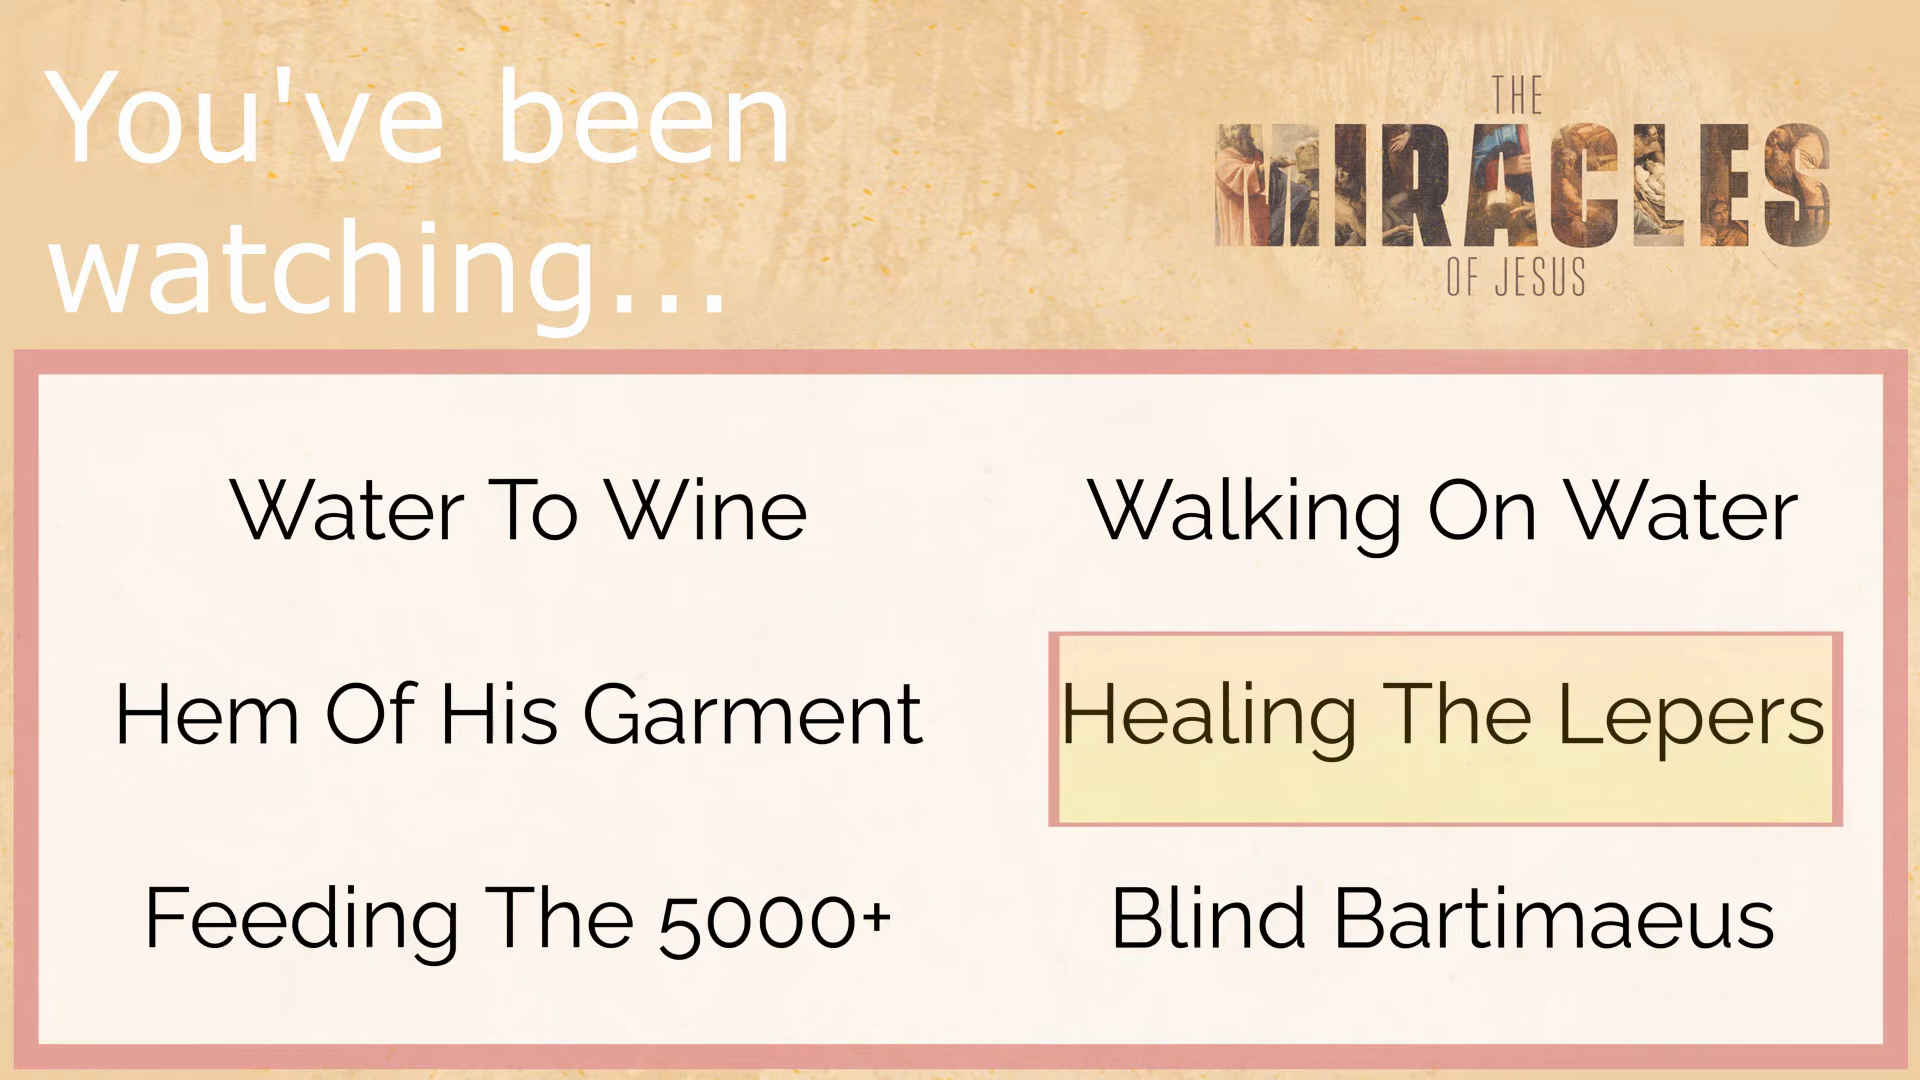 You've been
watching...
THE
MIRACLES
OF JESUS
Water To Wine
Walking On Water
Hem Of His Garment
Healing The Lepers
Feeding The 5000+
Blind Bartimaeus